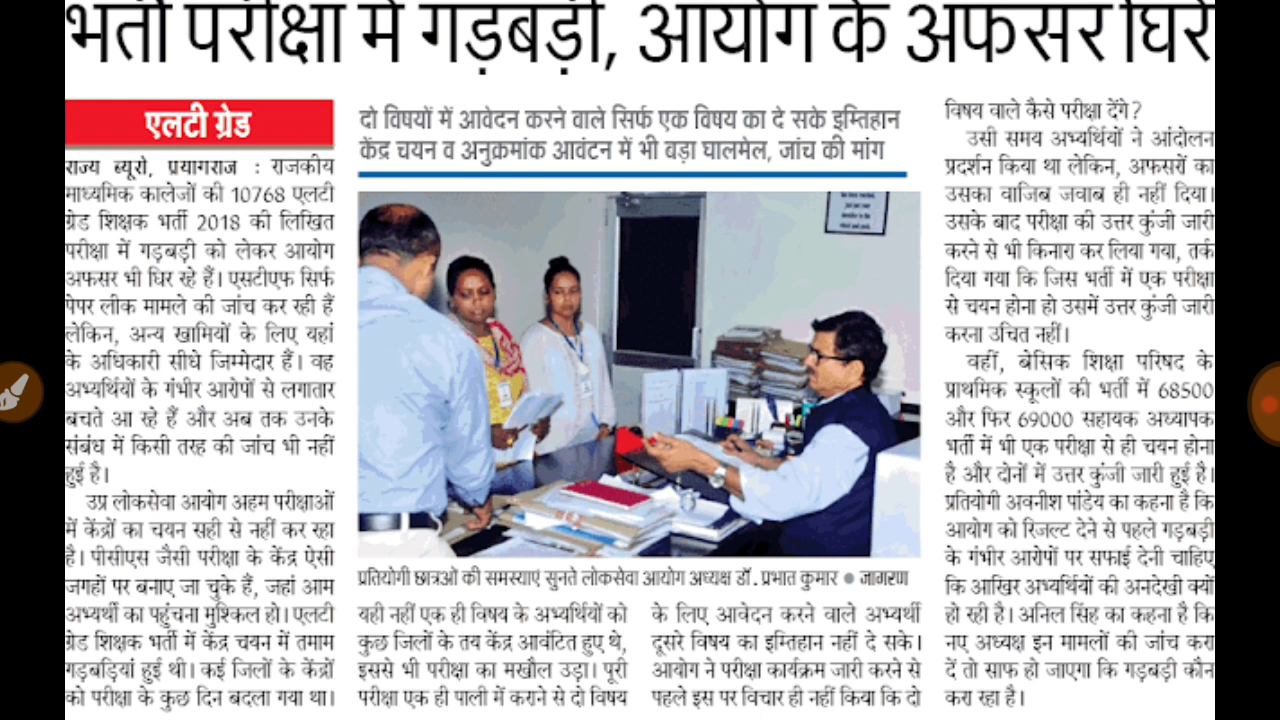 भर्ती परीक्षा में गड़बड़ी, आयोग के अफसर घिरे
एलटी ग्रेड
दो विषयों में आवेदन करने वाले सिर्फ एक विषय का दे सके इम्तिहान
केंद्र चयन व अनुक्रमांक आवंटन में भी बड़ा घालमेल, जांच की मांग
राज्य ब्यूरो, प्रयागराज : राजकीय
माध्यमिक कालेजों की 10768 एलटी
ग्रेड शिक्षक भर्ती 2018 की लिखित
परीक्षा में गड़बड़ी को लेकर आयोग
अफसर भी घिर रहे हैं। एसटीएफ सिर्फ
पेपर लीक मामले की जांच कर रही हैं
लेकिन, अन्य खामियों के लिए यहां
के अधिकारी सीधे जिम्मेदार हैं। वह
अभ्यर्थियों के गंभीर आरोपों से लगातार
बचते आ रहे हैं और अब तक उनके
संबंध में किसी तरह की जांच भी नहीं
हुई है।
उप्र लोकसेवा आयोग अहम परीक्षाओं
में केंद्रों का चयन सही से नहीं कर रहा
है। पीसीएस जैसी परीक्षा के केंद्र ऐसी
जगहों पर बनाए जा चुके हैं, जहां आम
अभ्यर्थी का पहुंचना मुश्किल हो। एलटी
ग्रेड शिक्षक भर्ती में केंद्र चयन में तमाम
गड़बड़ियां हुई थी। कई जिलों के केंद्रों
को परीक्षा के कुछ दिन बदला गया था।
प्रतियोगी छात्रओं की समस्याएं सुनते लोकसेवा आयोग अध्यक्ष डॉ. प्रभात कुमार ● जागरण
यही नहीं एक ही विषय के अभ्यर्थियों को
कुछ जिलों के तय केंद्र आवंटित हुए थे,
इससे भी परीक्षा का मखौल उड़ा। पूरी
परीक्षा एक ही पाली में कराने से दो विषय
के लिए आवेदन करने वाले अभ्यर्थी
दूसरे विषय का इम्तिहान नहीं दे सके।
आयोग ने परीक्षा कार्यक्रम जारी करने से
पहले इस पर विचार ही नहीं किया कि दो
विषय वाले कैसे परीक्षा देंगे?
उसी समय अभ्यर्थियों ने आंदोलन
प्रदर्शन किया था लेकिन, अफसरों का
उसका वाजिब जवाब ही नहीं दिया।
उसके बाद परीक्षा की उत्तर कुंजी जारी
करने से भी किनारा कर लिया गया, तर्क
दिया गया कि जिस भर्ती में एक परीक्षा
से चयन होना हो उसमें उत्तर कुंजी जारी
करना उचित नहीं।
वहीं, बेसिक शिक्षा परिषद के
प्राथमिक स्कूलों की भर्ती में 68500
और फिर 69000 सहायक अध्यापक
भर्ती में भी एक परीक्षा से ही चयन होना
है और दोनों में उत्तर कुंजी जारी हुई है।
प्रतियोगी अवनीश पांडेय का कहना है कि
आयोग को रिजल्ट देने से पहले गड़बड़ी
के गंभीर आरोपों पर सफाई देनी चाहिए
कि आखिर अभ्यर्थियों की अनदेखी क्यों
हो रही है। अनिल सिंह का कहना है कि
नए अध्यक्ष इन मामलों की जांच करा
दें तो साफ हो जाएगा कि गड़बड़ी कौन
करा रहा है।